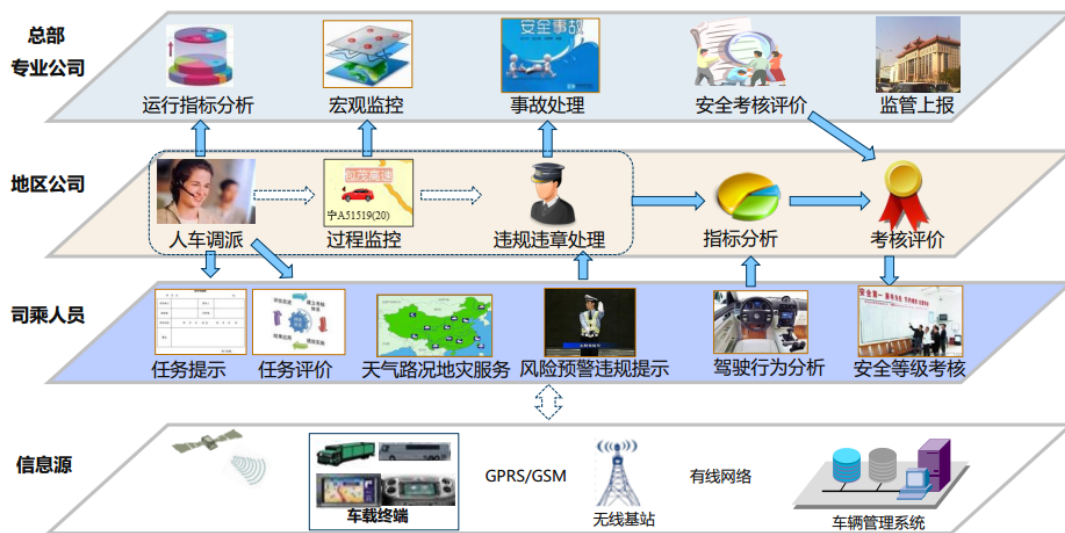 总部
专业公司
安全事故
运行指标分析
宏观监控
事故处理
安全考核评价
监管上报
地区公司
包茂高速
宁A51519(20)
人车调派
过程监控
违规违章处理
指标分析
考核评价
司乘人员
任务提示
任务评价
天气路况地灾服务
风险预警违规提示
驾驶行为分析
安全等级考核
信息源
车载终端
GPRS/GSM
无线基站
有线网络
车辆管理系统